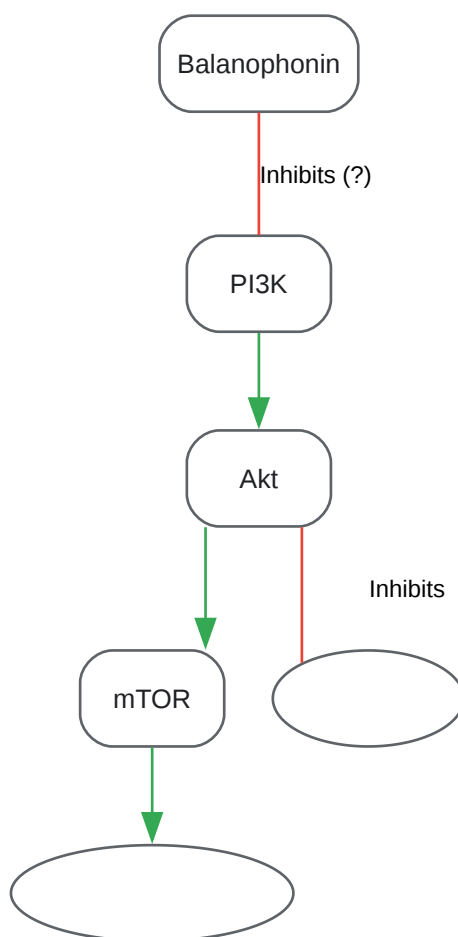 Balanophonin
Inhibits (?)
PI3K
Akt
Inhibits
mTOR